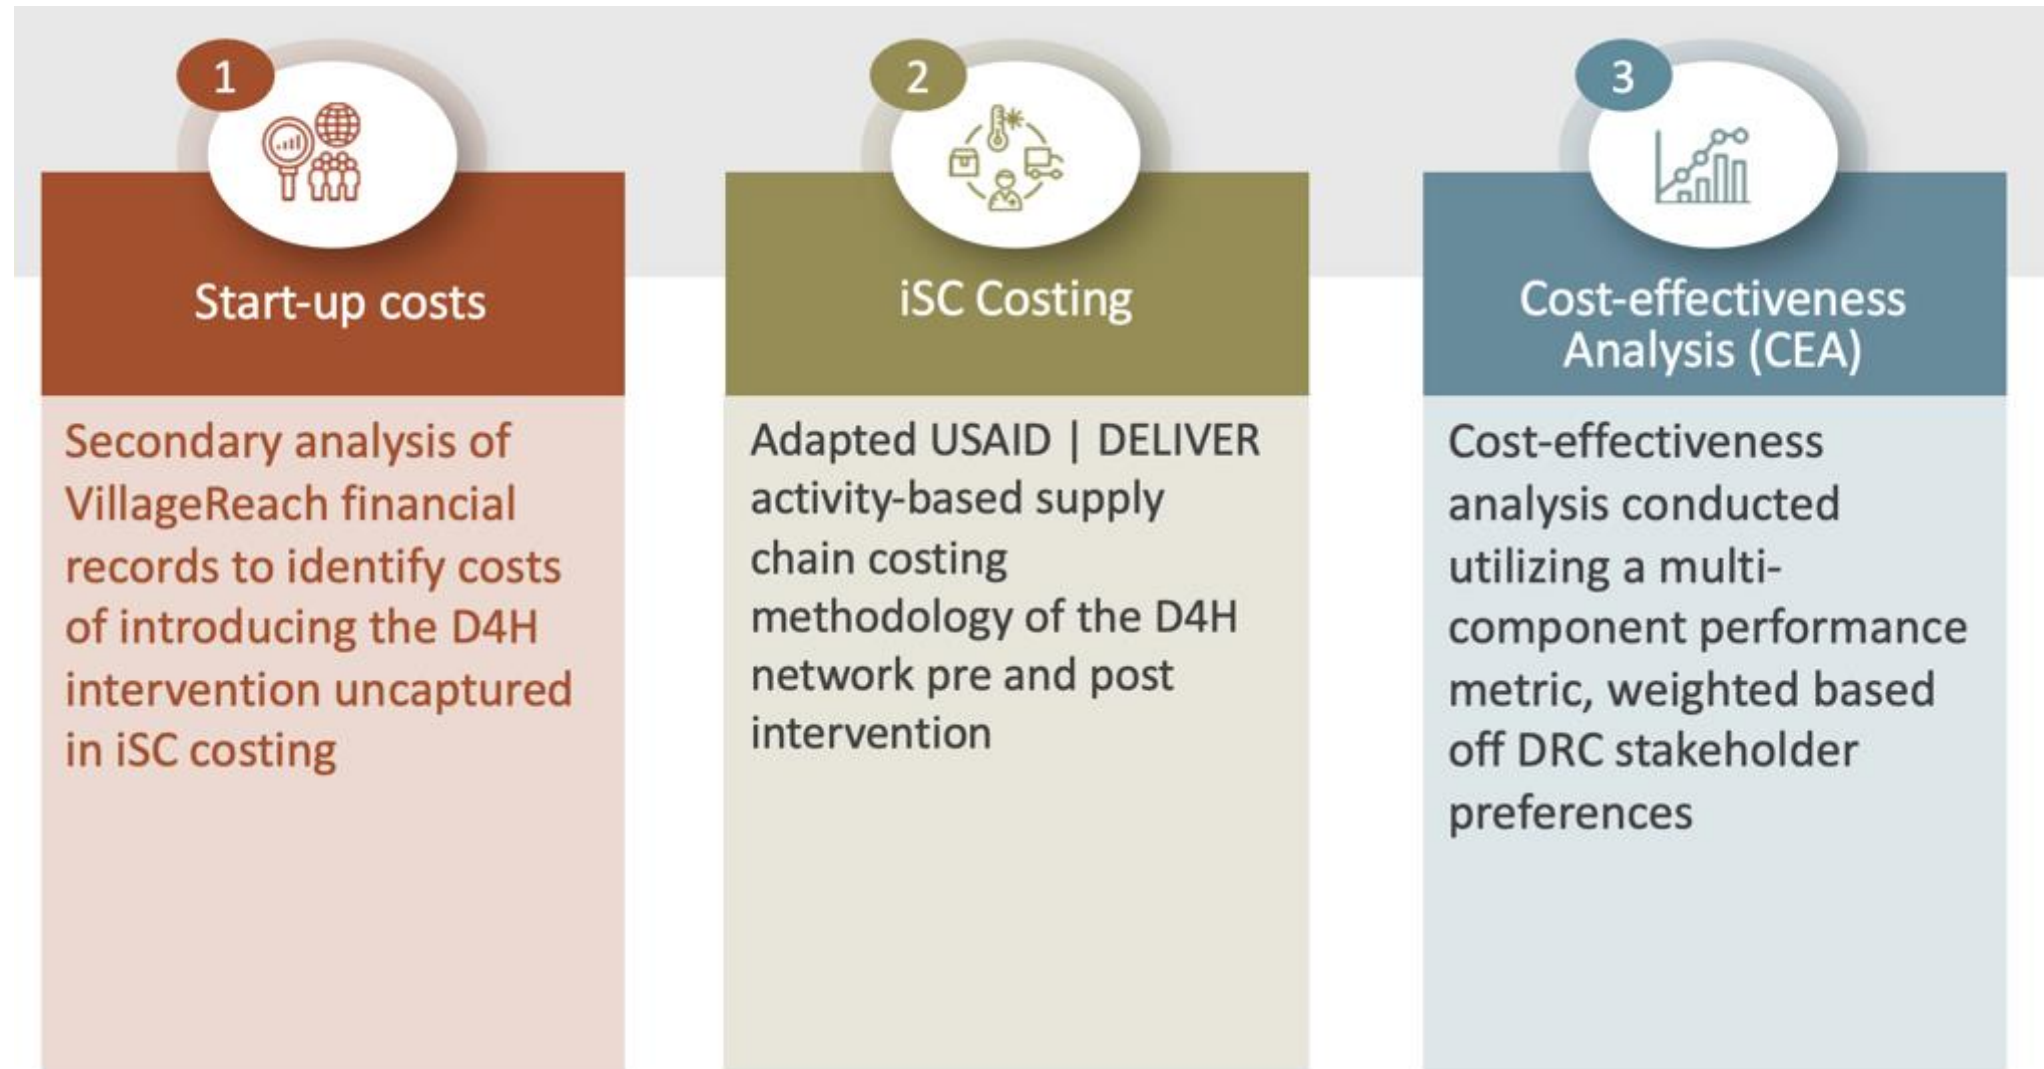 1
Start-up costs
Secondary analysis of
VillageReach financial
records to identify costs
of introducing the D4H
intervention uncaptured
in iSC costing
2
iSC Costing
Adapted USAID | DELIVER
activity-based supply
chain costing
methodology of the D4H
network pre and post
intervention
3
Cost-effectiveness
Analysis (CEA)
Cost-effectiveness
analysis conducted
utilizing a multi-
component performance
metric, weighted based
off DRC stakeholder
preferences